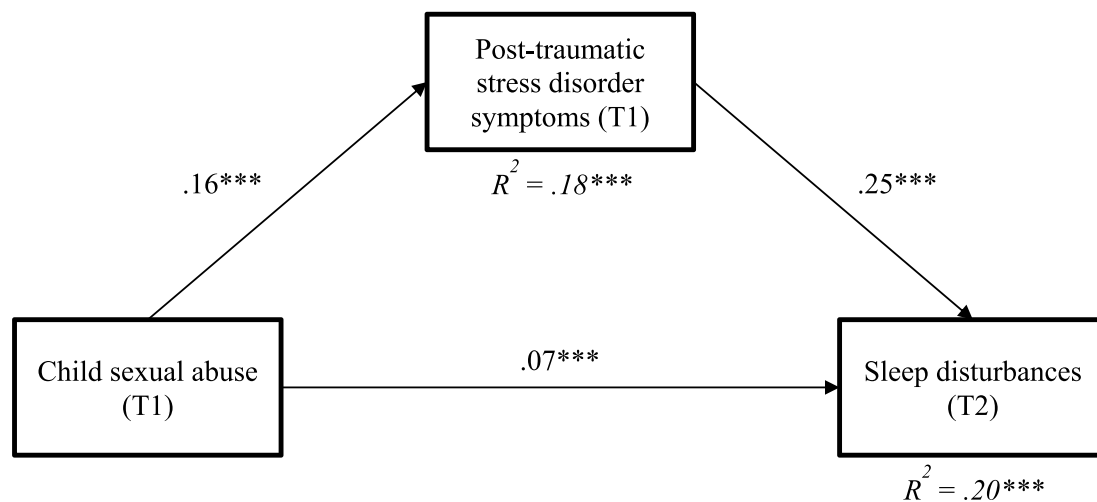 Post-traumatic
stress disorder
symptoms (T1)
R² = .18***
.16***
.25***
Child sexual abuse
(T1)
.07***
Sleep disturbances
(T2)
R² = .20***